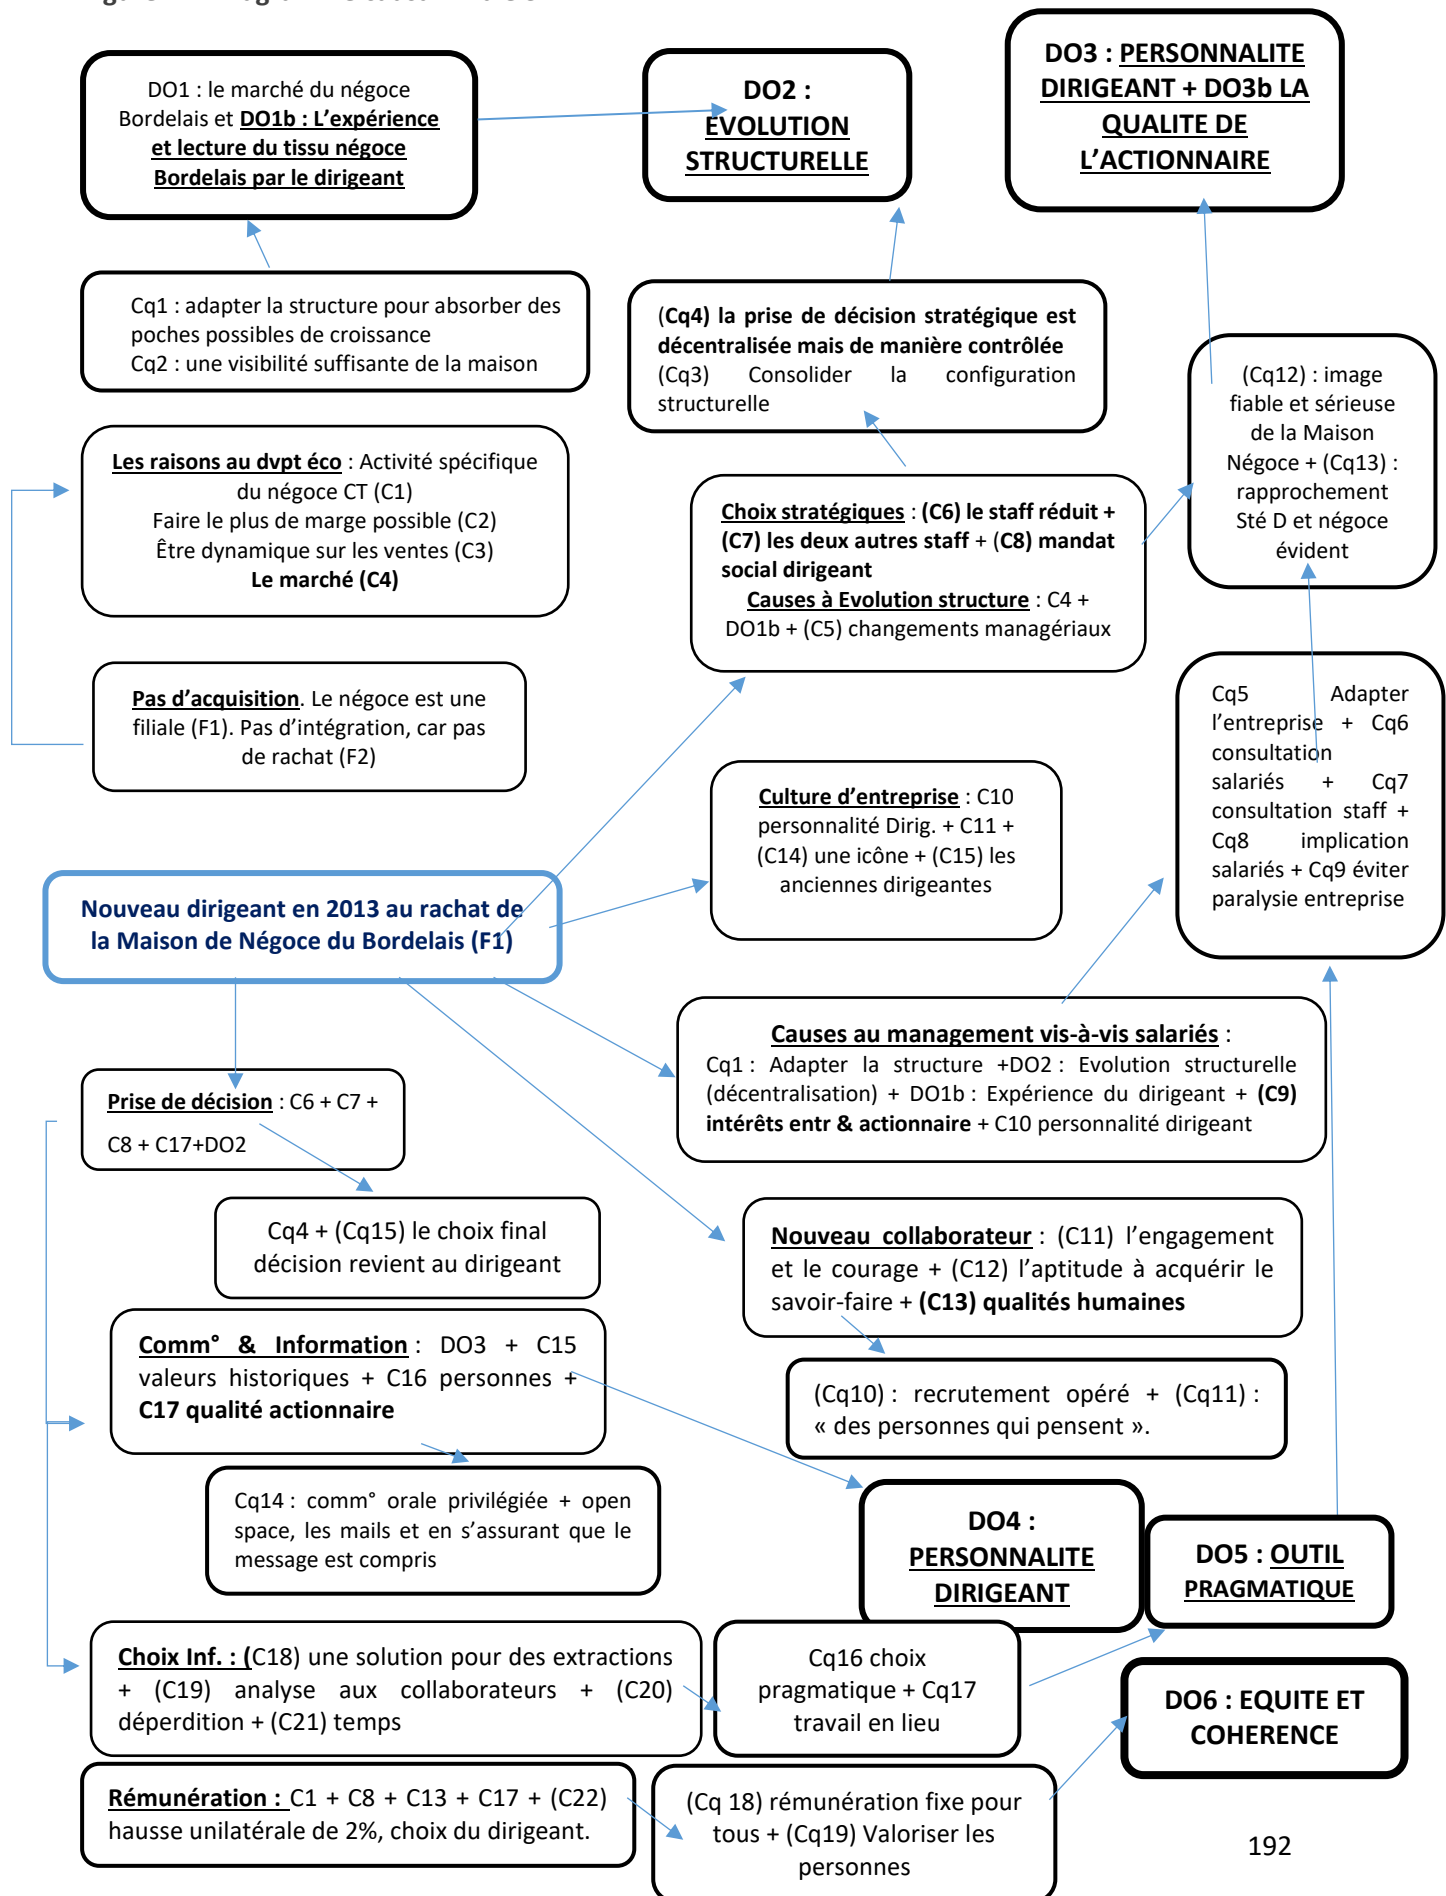 DO1 : le marché du négoce
Bordelais et DO1b : L'expérience
et lecture du tissu négoce
Bordelais par le dirigeant
DO2 :
EVOLUTION
STRUCTURELLE
DO3 : PERSONNALITE
DIRIGEANT + DO3b LA
QUALITE DE
L'ACTIONNAIRE
Cq1 : adapter la structure pour absorber des
poches possibles de croissance
Cq2 : une visibilité suffisante de la maison
(Cq4) la prise de décision stratégique est
décentralisée mais de manière contrôlée
(Cq3) Consolider la configuration
structurelle
(Cq12) : image
fiable et sérieuse
de la Maison
Négoce + (Cq13) :
rapprochement
Sté D et négoce
évident
Les raisons au dvpt éco : Activité spécifique
du négoce CT (C1)
Faire le plus de marge possible (C2)
Être dynamique sur les ventes (C3)
Le marché (C4)
Choix stratégiques : (C6) le staff réduit +
(C7) les deux autres staff + (C8) mandat
social dirigeant
Causes à Evolution structure : C4 +
DO1b + (C5) changements managériaux
Pas d'acquisition. Le négoce est une
filiale (F1). Pas d'intégration, car pas
de rachat (F2)
Cq5 Adapter
l'entreprise + Cq6
consultation
salariés + Cq7
consultation staff +
Cq8 implication
salariés + Cq9 éviter
paralysie entreprise
Culture d'entreprise : C10
personnalité Dirig. + C11 +
(C14) une icône + (C15) les
anciennes dirigeantes
Nouveau dirigeant en 2013 au rachat de
la Maison de Négoce du Bordelais (F1)
Causes au management vis-à-vis salariés :
Cq1 : Adapter la structure +DO2 : Evolution structurelle
(décentralisation) + DO1b : Expérience du dirigeant + (C9)
intérêts entr & actionnaire + C10 personnalité dirigeant
Prise de décision : C6 + C7 +
C8 + C17+DO2
Cq4 + (Cq15) le choix final
décision revient au dirigeant
Nouveau collaborateur : (C11) l'engagement
et le courage + (C12) l'aptitude à acquérir le
savoir-faire + (C13) qualités humaines
Comm° & Information : DO3 + C15
valeurs historiques + C16 personnes +
C17 qualité actionnaire
(Cq10) : recrutement opéré + (Cq11) :
« des personnes qui pensent ».
Cq14 : comm° orale privilégiée + open
space, les mails et en s'assurant que le
message est compris
DO4 :
PERSONNALITE
DIRIGEANT
DO5 : OUTIL
PRAGMATIQUE
Choix Inf. : (C18) une solution pour des extractions
+ (C19) analyse aux collaborateurs + (C20)
déperdition + (C21) temps
Cq16 choix
pragmatique + Cq17
travail en lieu
DO6 : EQUITE ET
COHERENCE
Rémunération : C1 + C8 + C13 + C17 + (C22)
hausse unilatérale de 2%, choix du dirigeant.
(Cq 18) rémunération fixe pour
tous + (Cq19) Valoriser les
personnes
192